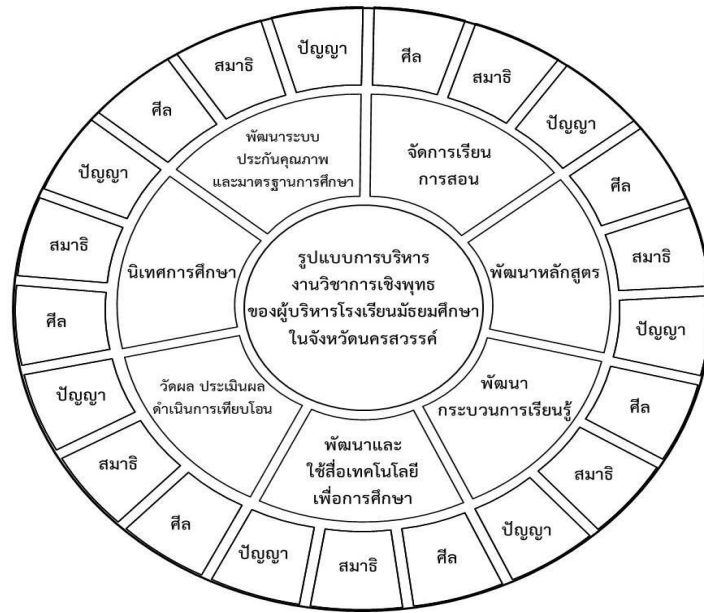 รูปแบบการบริหาร
งานวิชาการเชิงพุทธ
ของผู้บริหารโรงเรียนมัธยมศึกษา
ในจังหวัดนครสวรรค์
จัดการเรียน
การสอน
พัฒนาหลักสูตร
พัฒนา
กระบวนการเรียนรู้
พัฒนาและ
ใช้สื่อเทคโนโลยี
เพื่อการศึกษา
วัดผล ประเมินผล
ดำเนินการเทียบโอน
นิเทศการศึกษา
พัฒนาระบบ
ประกันคุณภาพ
และมาตรฐานการศึกษา
ศีล
สมาธิ
ปัญญา
ศีล
สมาธิ
ปัญญา
ศีล
สมาธิ
ปัญญา
ศีล
สมาธิ
ปัญญา
ศีล
สมาธิ
ปัญญา
ศีล
สมาธิ
ปัญญา
ศีล
สมาธิ
ปัญญา